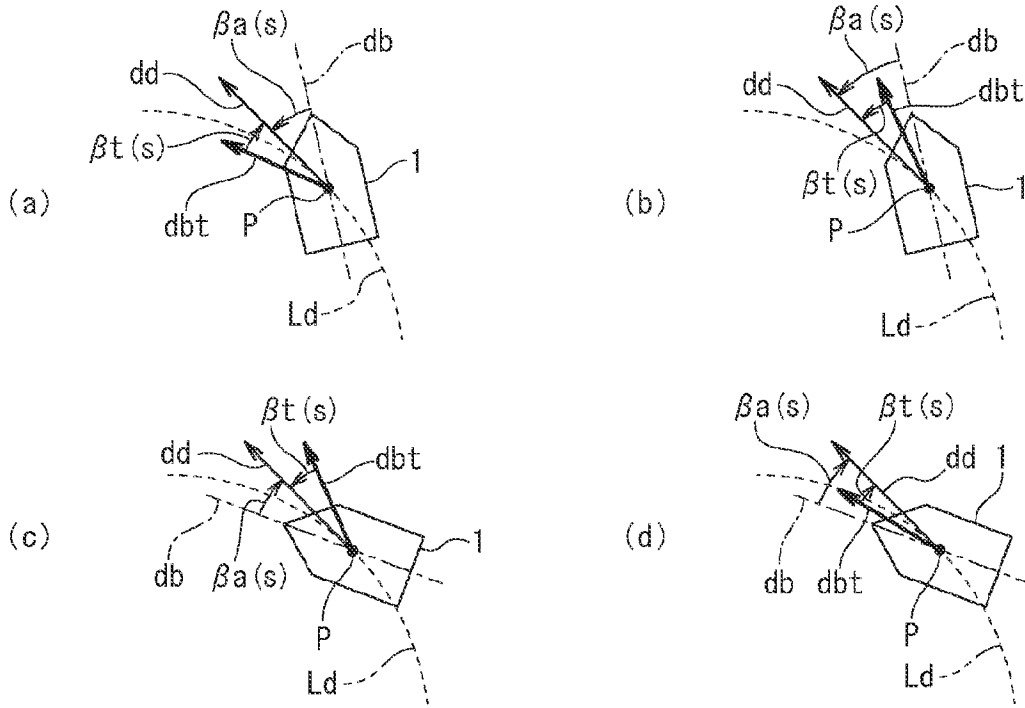 (a)
βa(s)
db
dd
βt(s)
dbt
P
1
Ld
(b)
βa(s)
db
dd
dbt
βt(s)
P
1
Ld
(c)
βt(s)
dd
dbt
db
βa(s)
1
P
Ld
(d)
βa(s)
βt(s)
dd
1
db
dbt
P
Ld